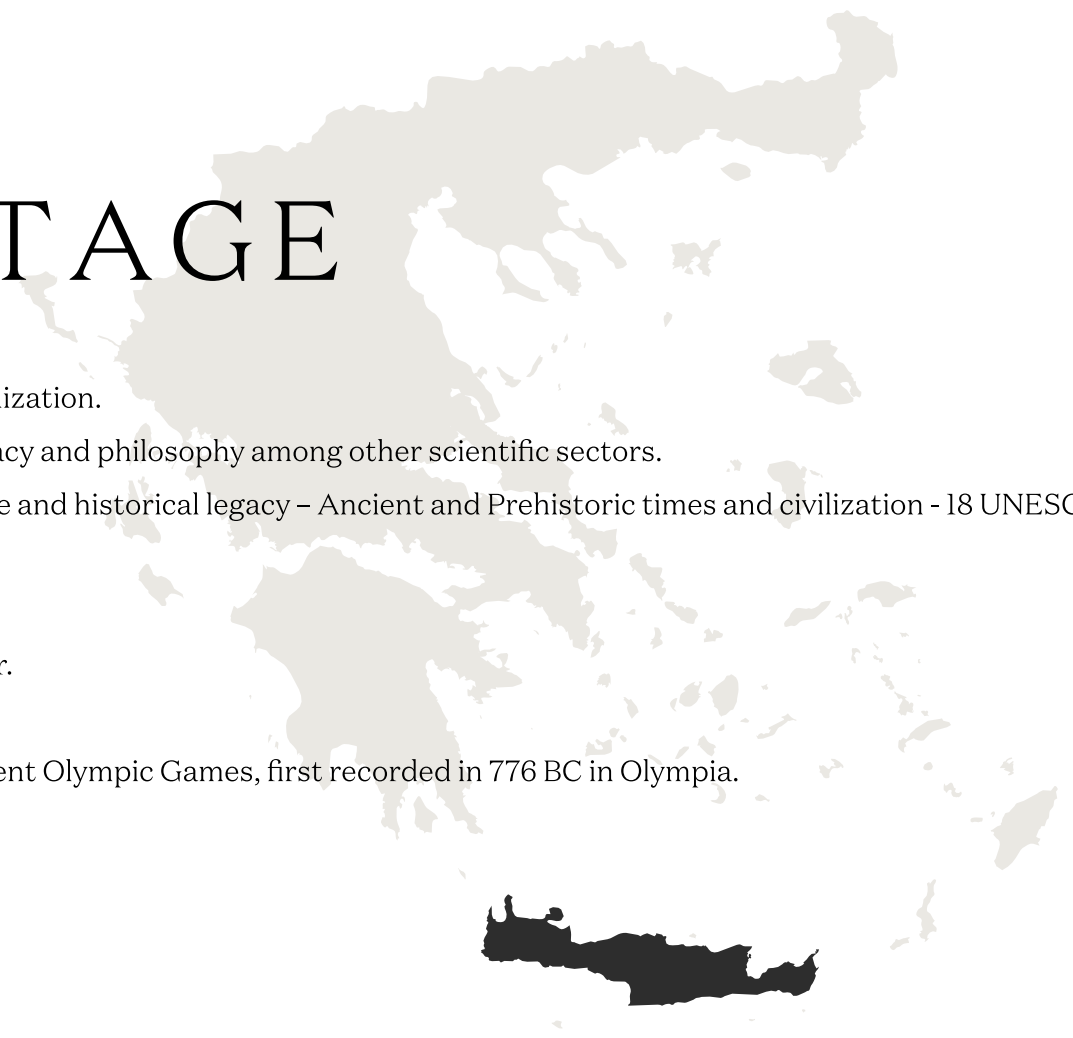 TAGE
ization.
cy and philosophy among other scientific sectors.
e and historical legacy – Ancient and Prehistoric times and civilization - 18 UNESC
r.
ent Olympic Games, first recorded in 776 BC in Olympia.